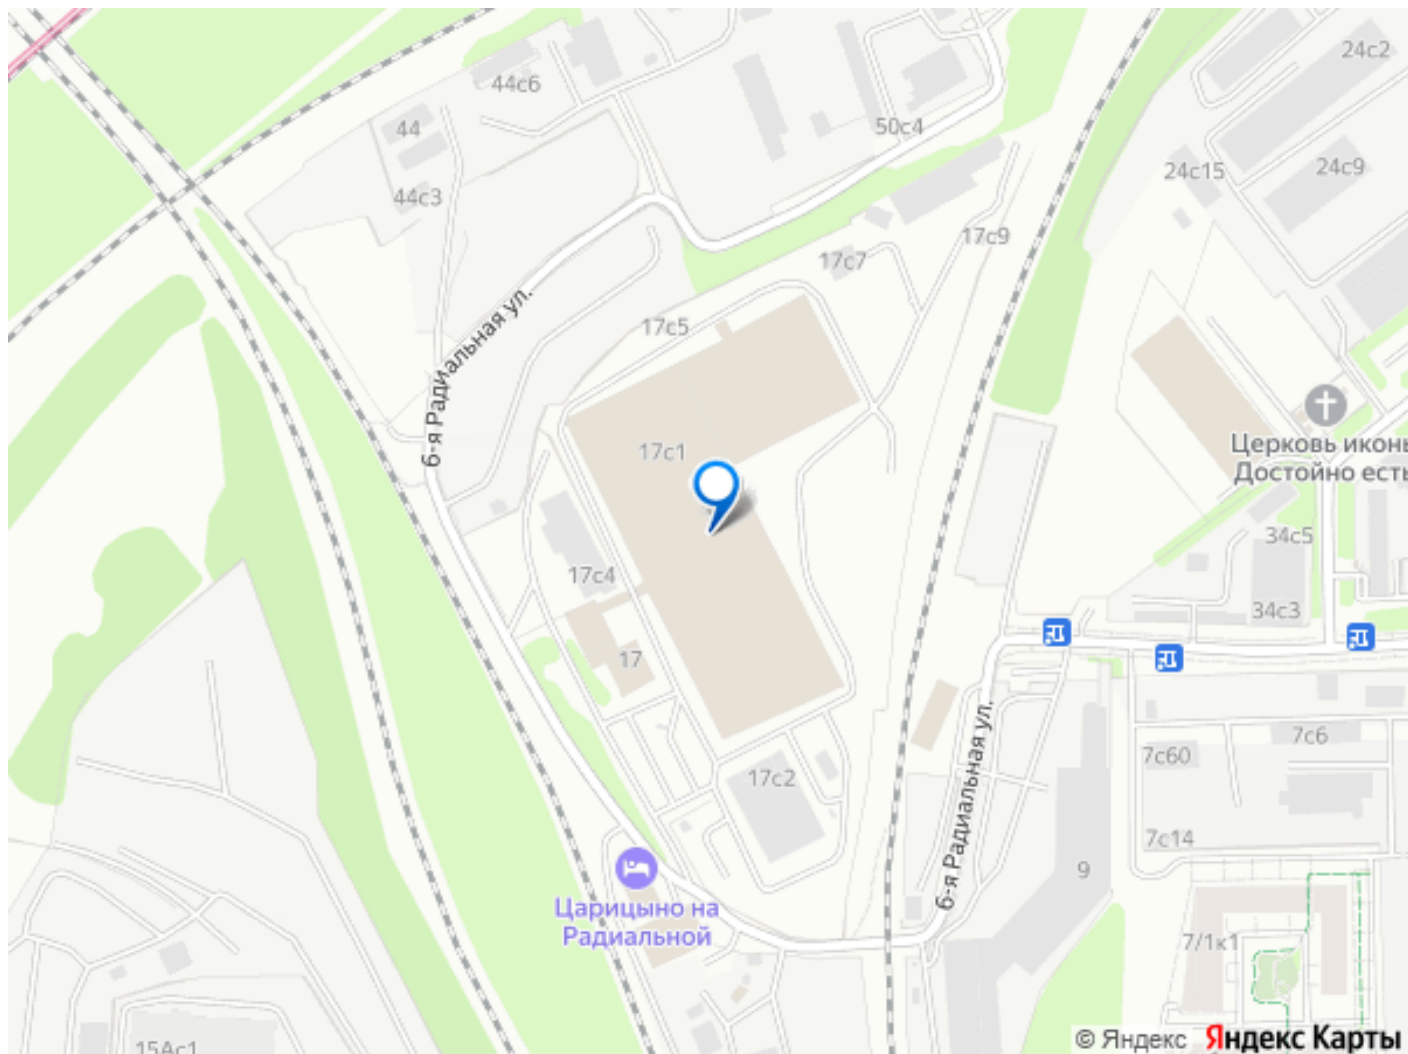 24с2
44с6
44
50с4
24с15
24с9
44с3
17с9
17с7
6-я Радиальная ул.
17с5
17с1
Церковь иконы
Достойно есть
34с5
17с4
34с3
17
6-я Радиальная ул.
7с6
7с60
17с2
7с14
9
Царицыно на
Радиальной
7/1к1
15Ас1
© Яндекс Яндекс Карты